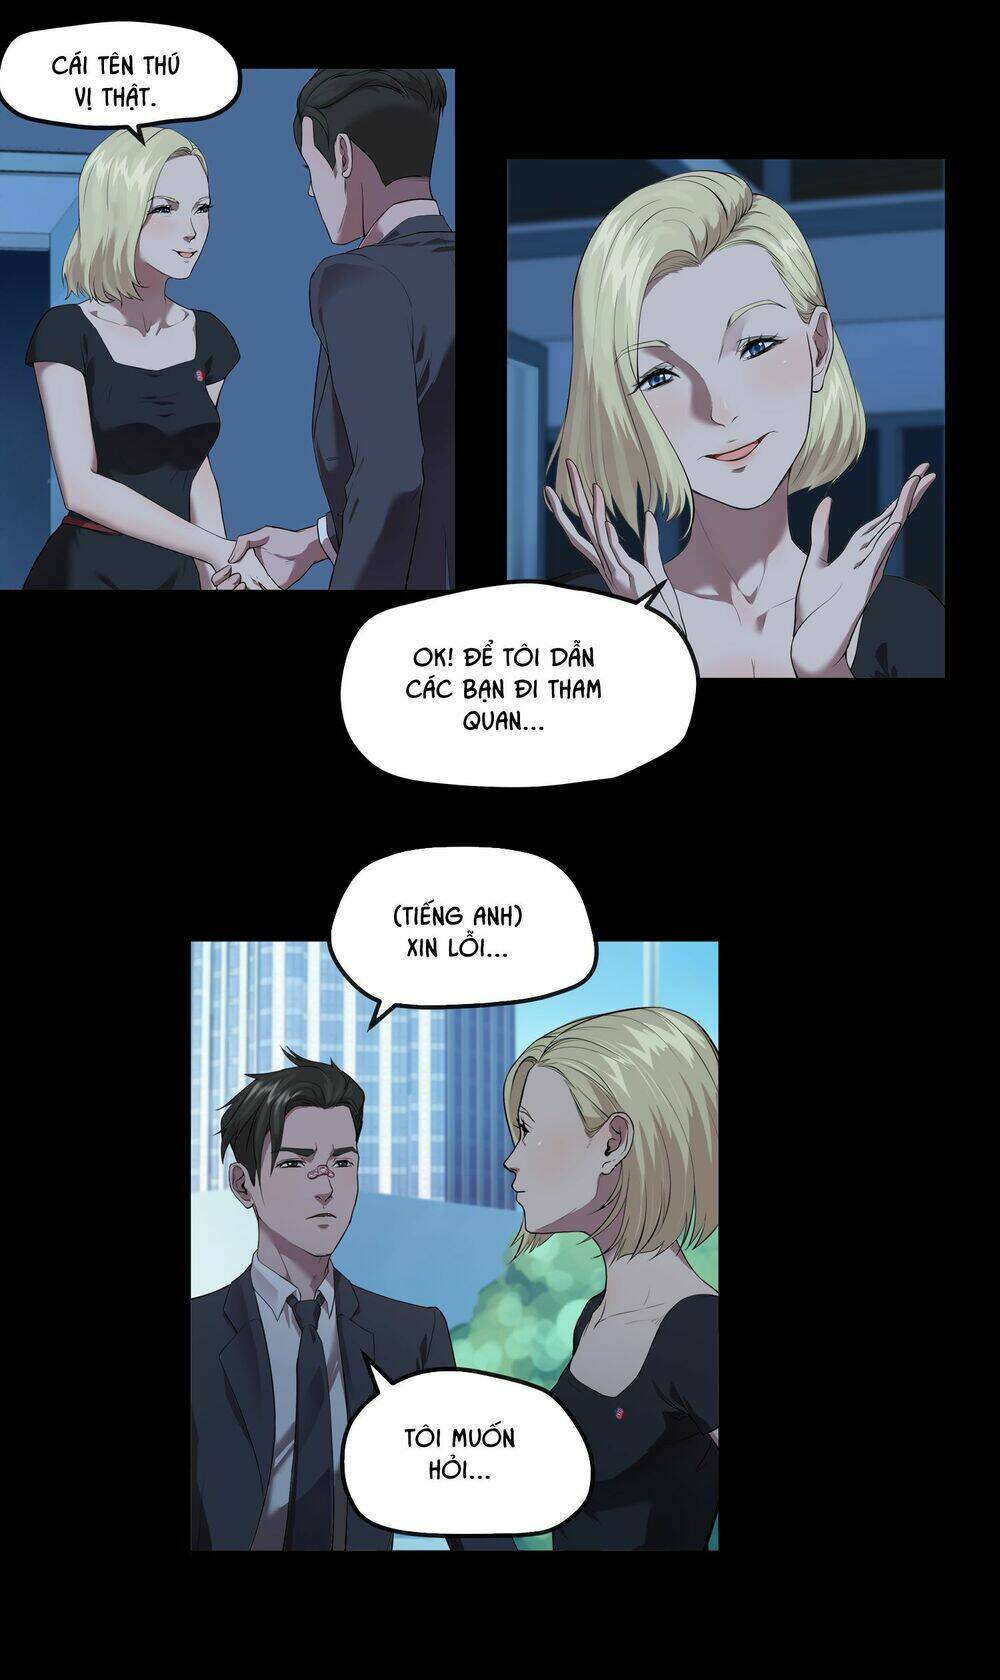 CÁI TÊN THÚ
VỊ THẬT.
OK! ĐỂ TÔI DẪN
CÁC BẠN ĐI THAM
QUAN...
(TIẾNG ANH)
XIN LỖI...
TÔI MUỐN
HỎI...